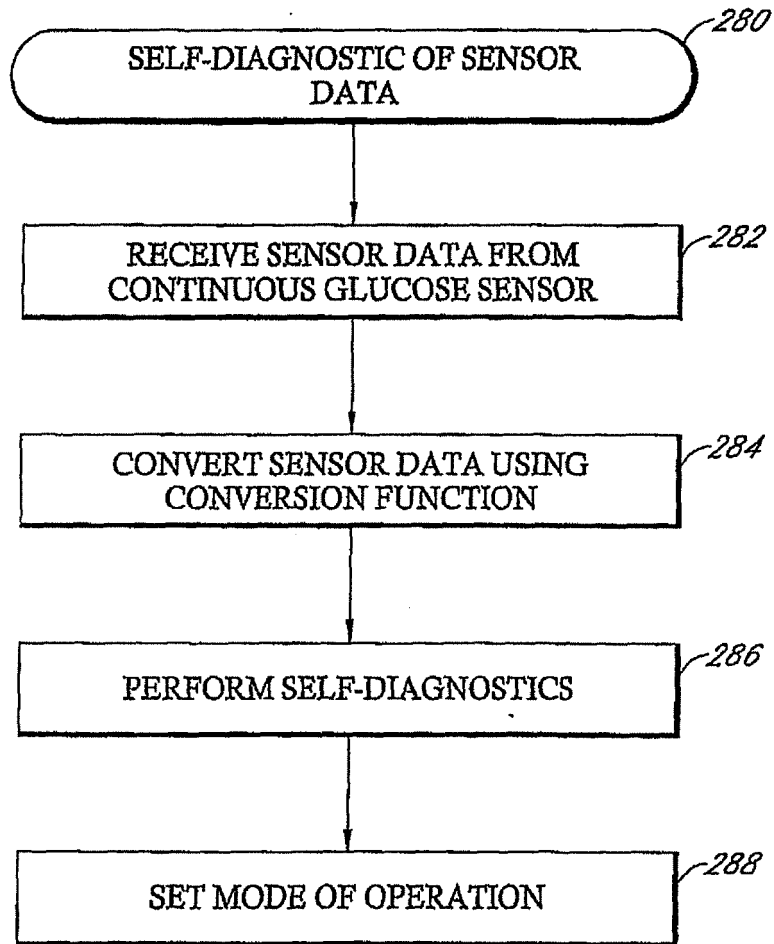 280
SELF-DIAGNOSTIC OF SENSOR
DATA
282
RECEIVE SENSOR DATA FROM
CONTINUOUS GLUCOSE SENSOR
284
CONVERT SENSOR DATA USING
CONVERSION FUNCTION
286
PERFORM SELF-DIAGNOSTICS
288
SET MODE OF OPERATION